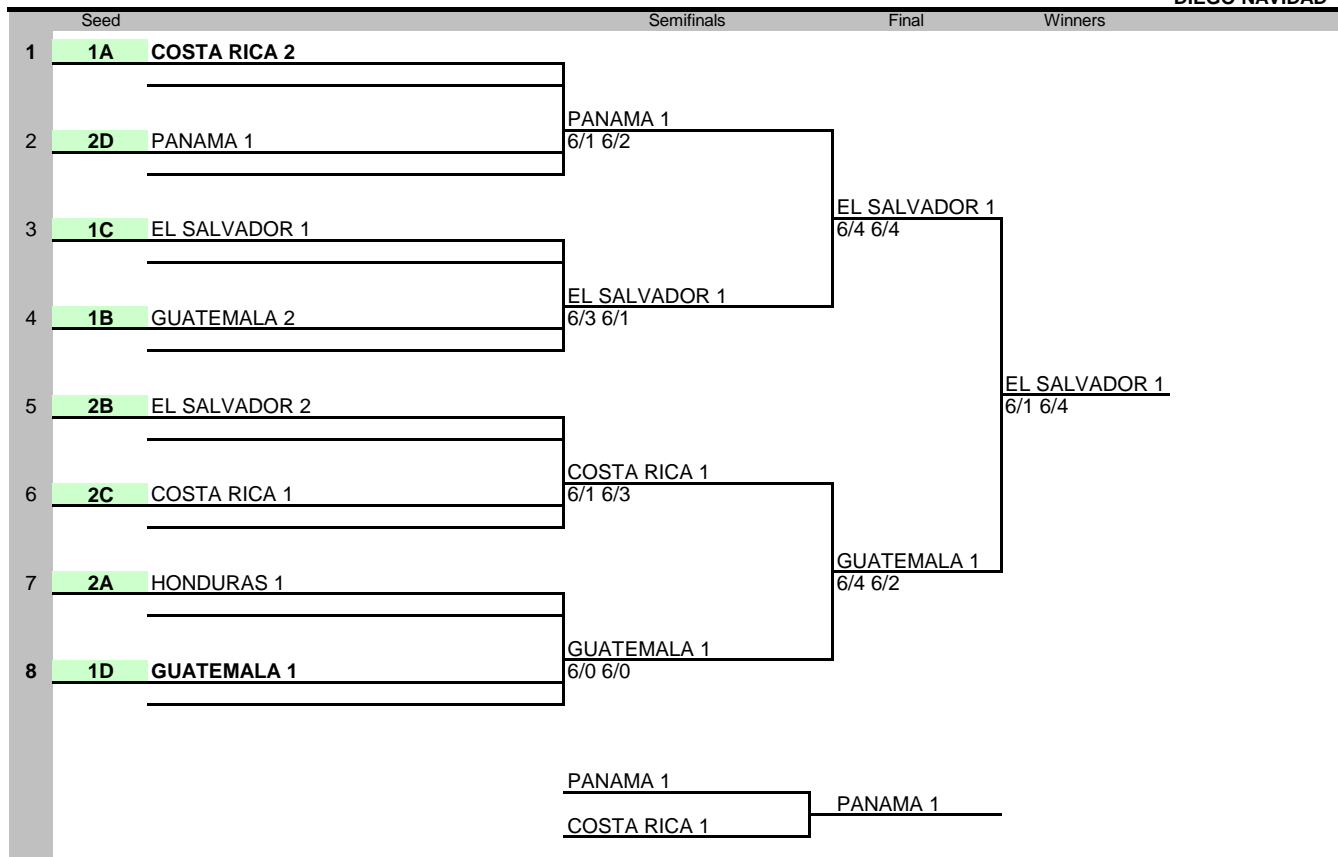 DIEGO NAVIDAD
Seed Semifinals Final Winners
1 1A COSTA RICA 2
PANAMA 1
2 2D PANAMA 1 6/1 6/2
EL SALVADOR 1
3 1C EL SALVADOR 1 6/4 6/4
EL SALVADOR 1
4 1B GUATEMALA 2 6/3 6/1
EL SALVADOR 1
5 2B EL SALVADOR 2 6/1 6/4
COSTA RICA 1
6 2C COSTA RICA 1 6/1 6/3
GUATEMALA 1
7 2A HONDURAS 1 6/4 6/2
GUATEMALA 1
8 1D GUATEMALA 1 6/0 6/0
PANAMA 1
PANAMA 1
COSTA RICA 1